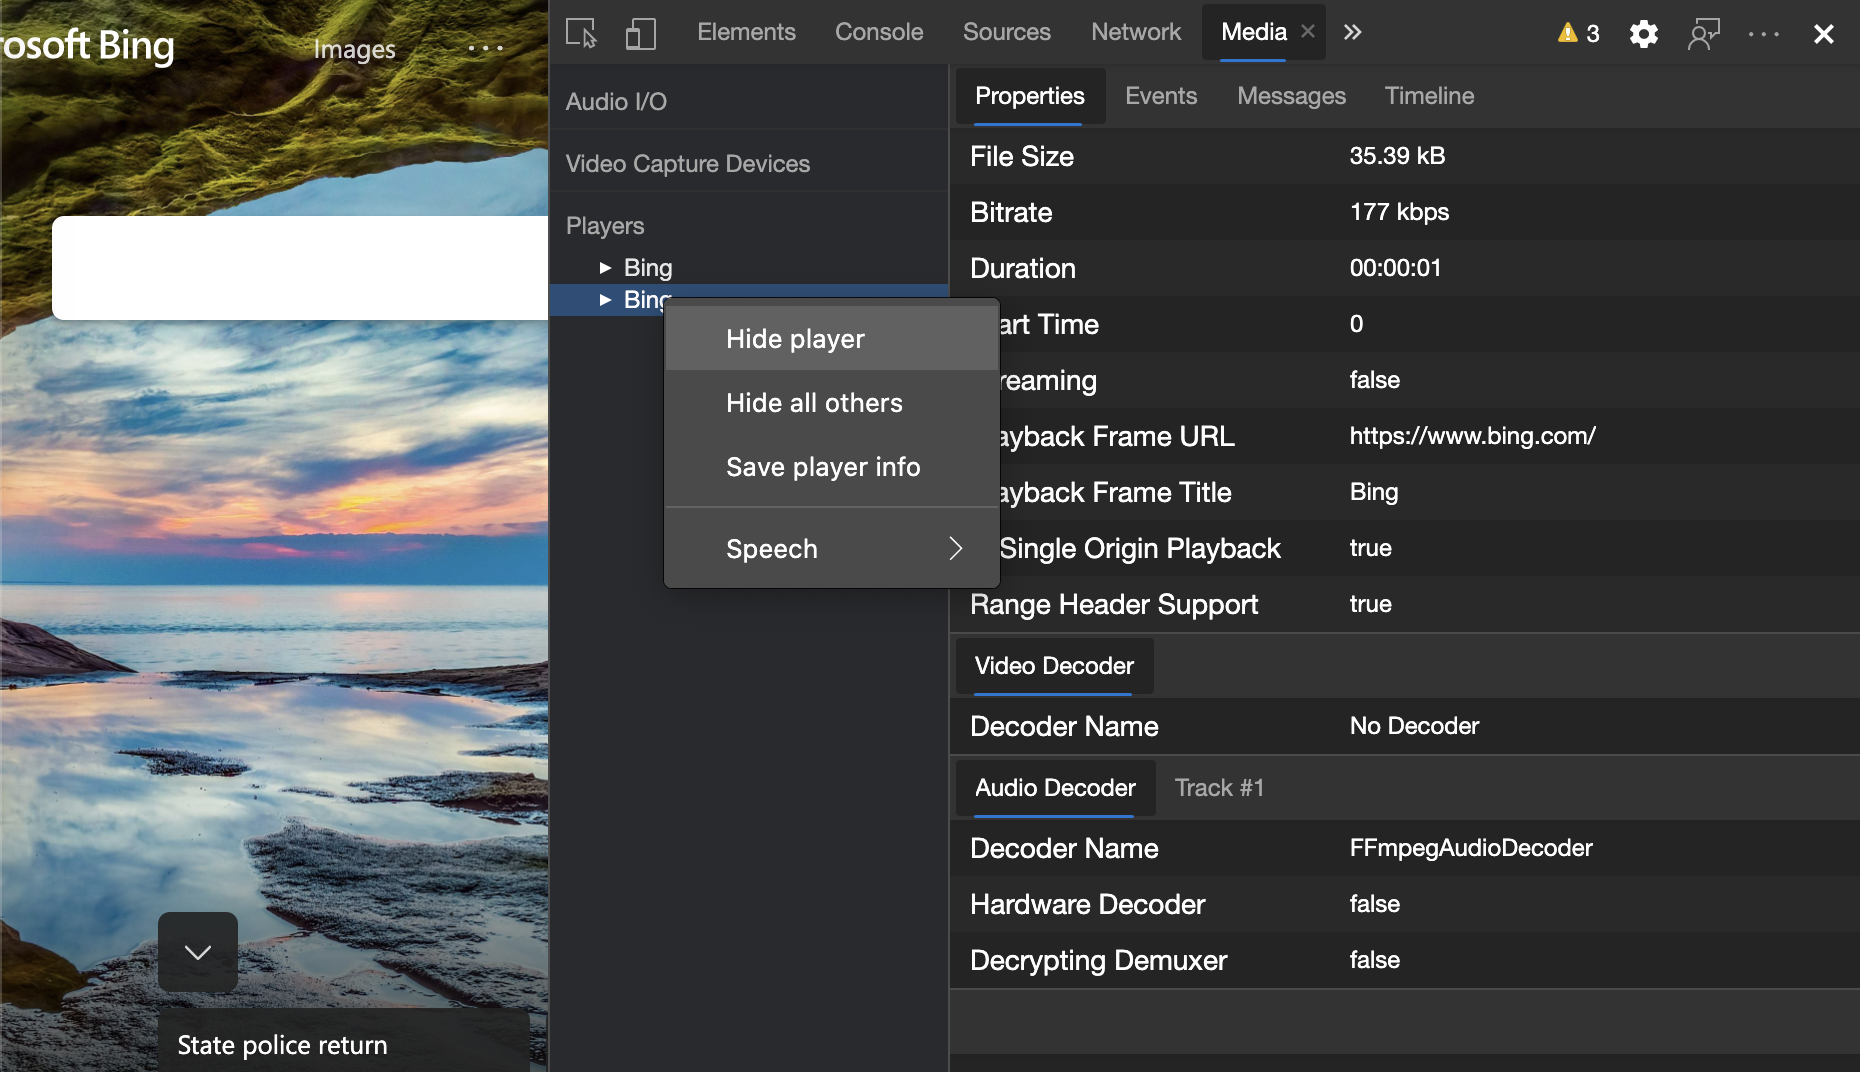 rosoft Bing
Images
Elements
Console
Sources
Network
Media
3
Audio I/O
Video Capture Devices
Players
Bing
Bing
Hide player
Hide all others
Save player info
Speech
Properties
Events
Messages
Timeline
File Size
35.39 kB
Bitrate
177 kbps
Duration
00:00:01
art Time
0
reaming
false
ayback Frame URL
https://www.bing.com/
ayback Frame Title
Bing
Single Origin Playback
true
Range Header Support
true
Video Decoder
Decoder Name
No Decoder
Audio Decoder
Track #1
Decoder Name
FFmpegAudioDecoder
Hardware Decoder
false
Decrypting Demuxer
false
State police return